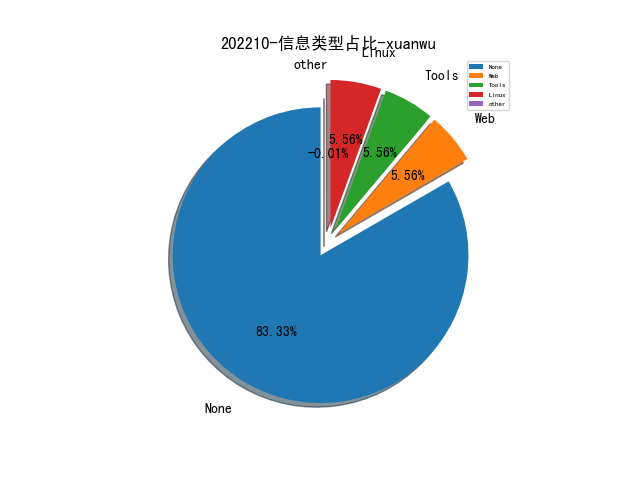 202210-信息类型占比-xuanwu
Linux
other
Tools
Web
None
Web
Tools
Linux
other
5.56%
-0.01%
5.56%
5.56%
83.33%
None